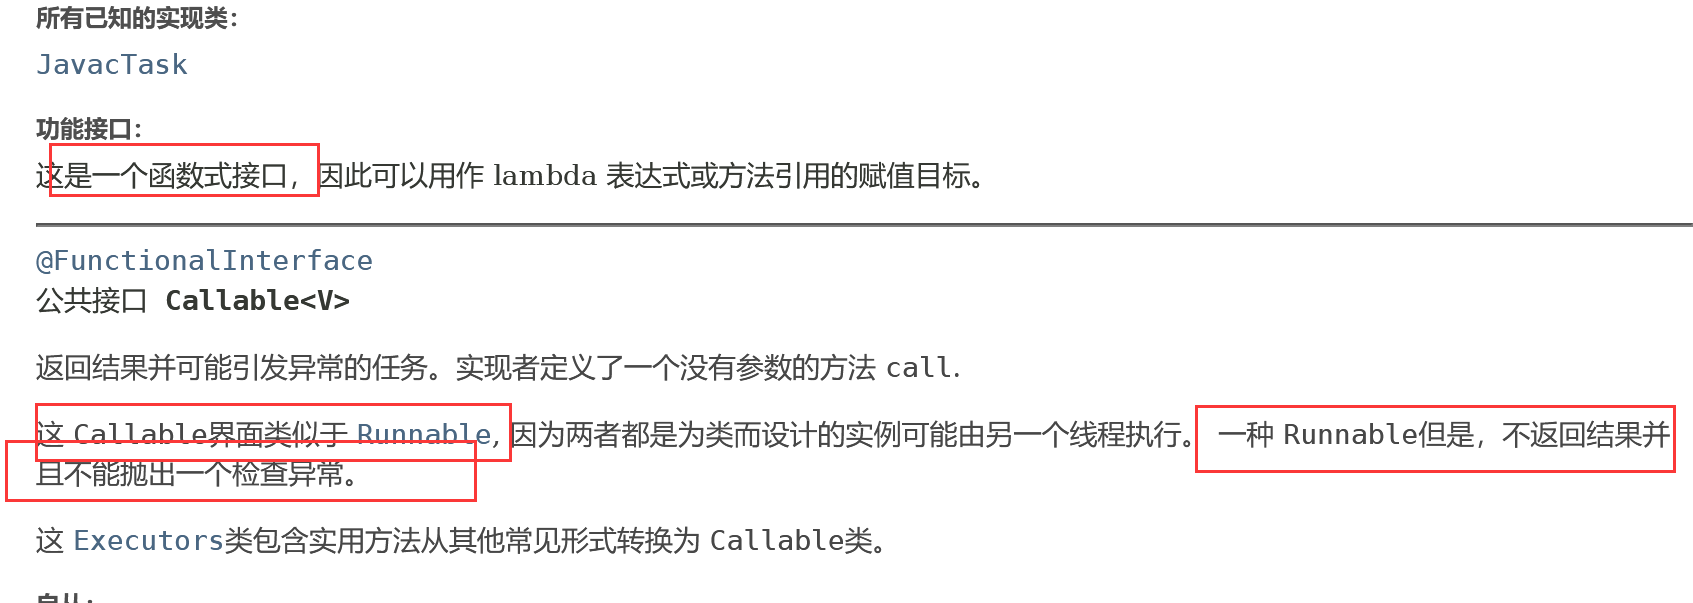 所有已知的实现类：
JavacTask
功能接口：
这是一个函数式接口，因此可以用作 lambda 表达式或方法引用的赋值目标。
@FunctionalInterface
公共接口 Callable<V>
返回结果并可能引发异常的任务。实现者定义了一个没有参数的方法 call.
这 Callable界面类似于 Runnable, 因为两者都是为类而设计的实例可能由另一个线程执行。 一种 Runnable但是，不返回结果并
且不能抛出一个检查异常。
这 Executors类包含实用方法从其他常见形式转换为 Callable类。